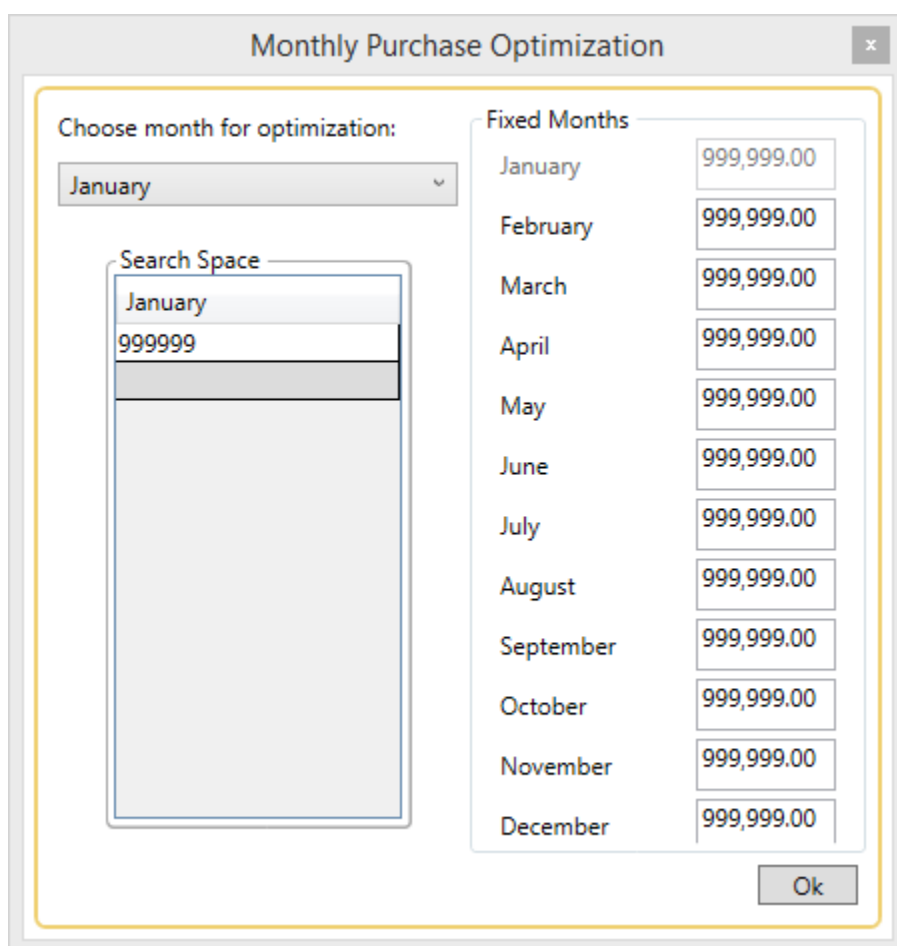 Monthly Purchase Optimization
x
Choose month for optimization:
January
Search Space
January
999999
Fixed Months
January 999,999.00
February 999,999.00
March 999,999.00
April 999,999.00
May 999,999.00
June 999,999.00
July 999,999.00
August 999,999.00
September 999,999.00
October 999,999.00
November 999,999.00
December 999,999.00
Ok